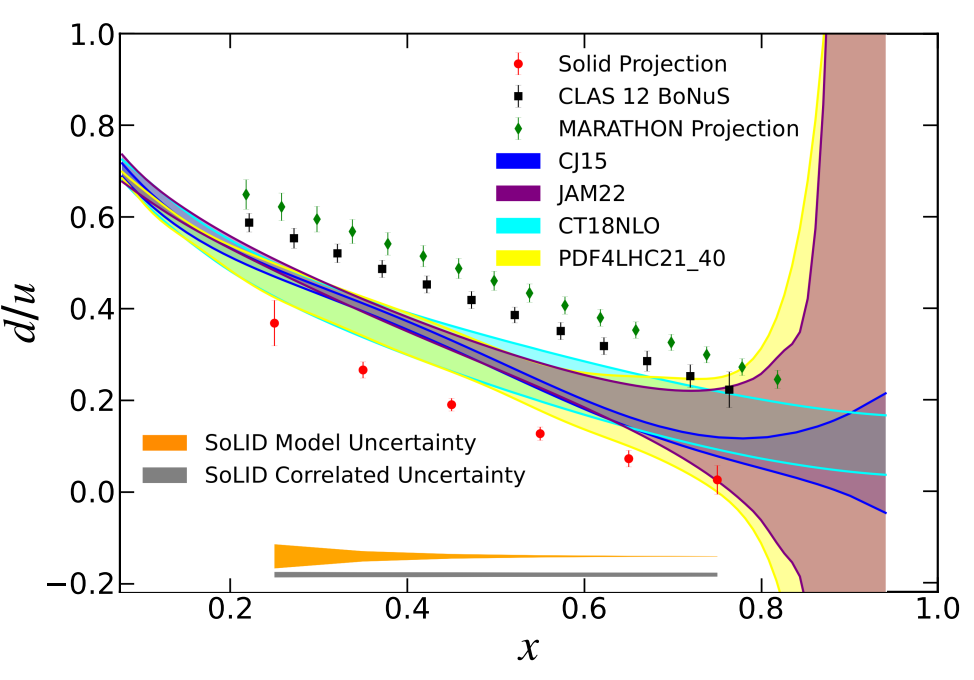 1.0
0.8
0.6
0.4
0.2
0.0
−0.2
d/u
Solid Projection
CLAS 12 BoNuS
MARATHON Projection
CJ15
JAM22
CT18NLO
PDF4LHC21_40
SoLID Model Uncertainty
SoLID Correlated Uncertainty
0.2 0.4 0.6 0.8 1.0
x